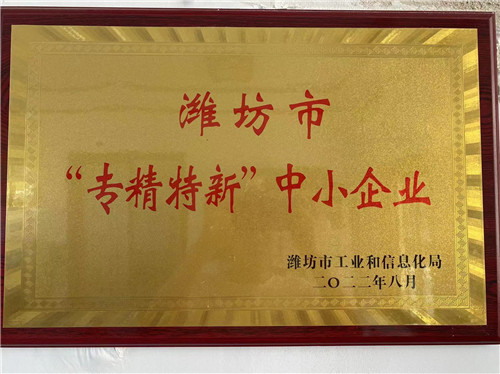 潍坊市
“专精特新”中小企业
潍坊市工业和信息化局
二〇二二年八月